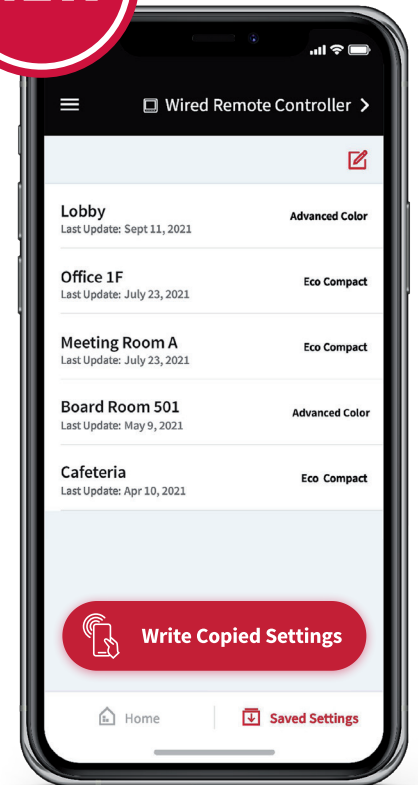 Wired Remote Controller
Lobby
Advanced Color
Last Update: Sept 11, 2021
Office 1F
Eco Compact
Last Update: July 23, 2021
Meeting Room A
Eco Compact
Last Update: July 23, 2021
Board Room 501
Advanced Color
Last Update: May 9, 2021
Cafeteria
Eco Compact
Last Update: Apr 10, 2021
Write Copied Settings
Home
Saved Settings